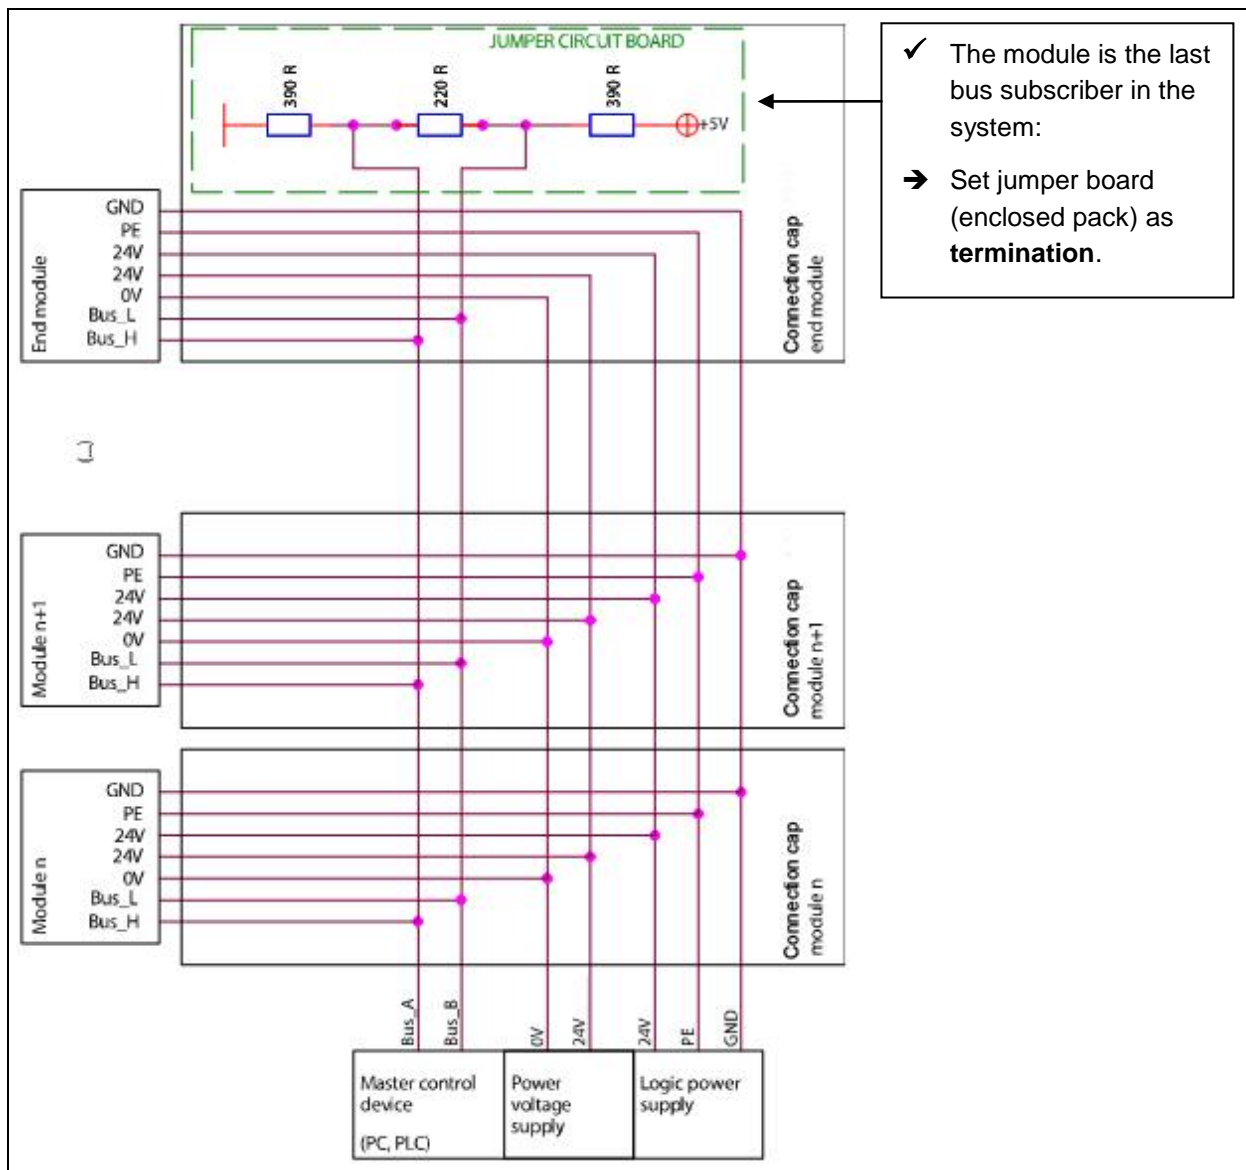 JUMPER CIRCUIT BOARD
390 R
220 R
390 R
+5V
✓ The module is the last
bus subscriber in the
system:
➔ Set jumper board
(enclosed pack) as
termination.
End module
GND
PE
24V
24V
0V
Bus_L
Bus_H
Connection cap
end module
(...)
Module n+1
GND
PE
24V
24V
0V
Bus_L
Bus_H
Connection cap
module n+1
Module n
GND
PE
24V
24V
0V
Bus_L
Bus_H
Connection cap
module n
Bus_A
Bus_B
0V
24V
24V
PE
GND
Master control
device
(PC, PLC)
Power
voltage
supply
Logic power
supply